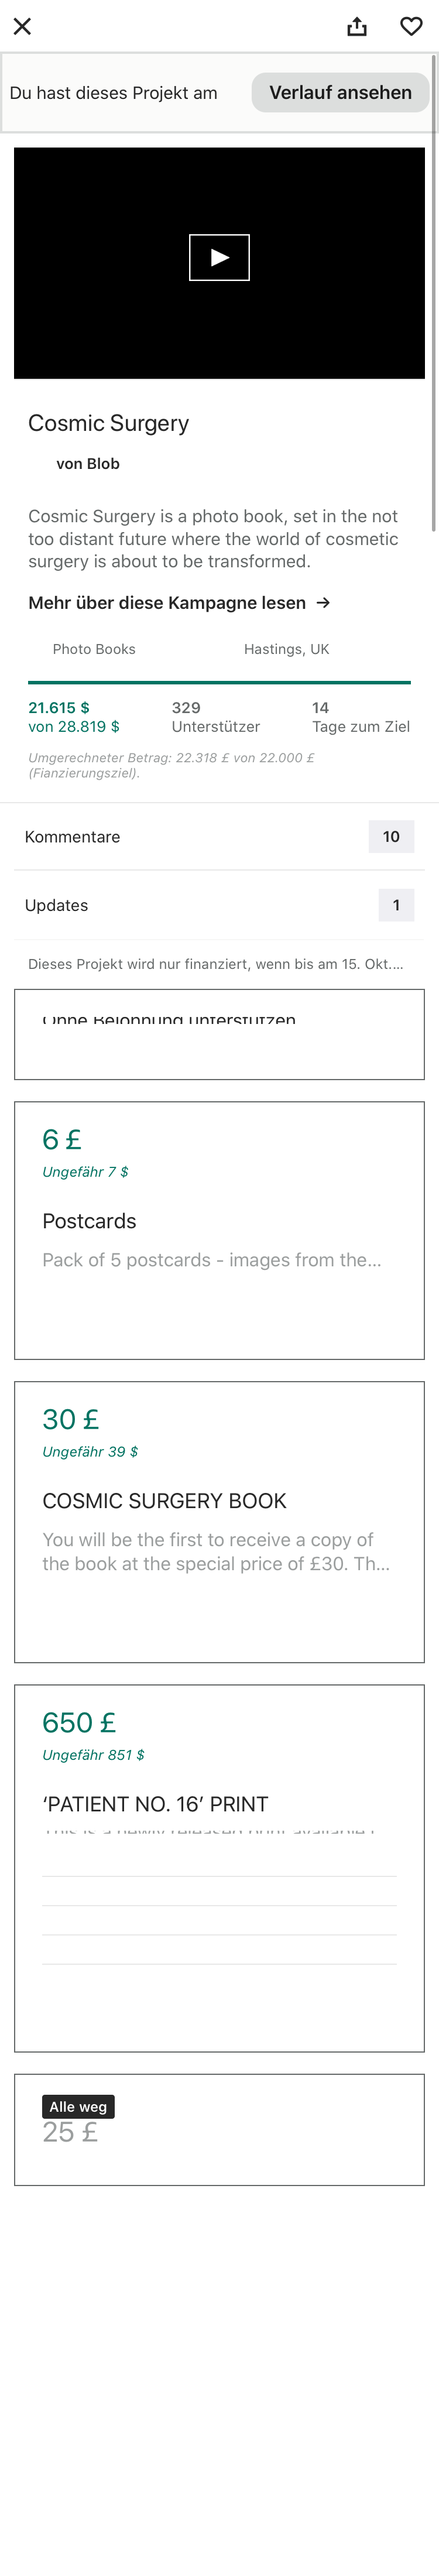 Du hast dieses Projekt am
Verlauf ansehen
Cosmic Surgery
von Blob
Cosmic Surgery is a photo book, set in the not
too distant future where the world of cosmetic
surgery is about to be transformed.
Mehr über diese Kampagne lesen →
Photo Books
Hastings, UK
21.615 $
von 28.819 $
329
Unterstützer
14
Tage zum Ziel
Umgerechneter Betrag: 22.318 £ von 22.000 £
(Fianzierungsziel).
Kommentare
10
Updates
1
Dieses Projekt wird nur finanziert, wenn bis am 15. Okt....
Ohne Belohnung unterstützen
6 £
Ungefähr 7 $
Postcards
Pack of 5 postcards - images from the...
30 £
Ungefähr 39 $
COSMIC SURGERY BOOK
You will be the first to receive a copy of
the book at the special price of £30. Th...
650 £
Ungefähr 851 $
‘PATIENT NO. 16’ PRINT
Alle weg
25 £